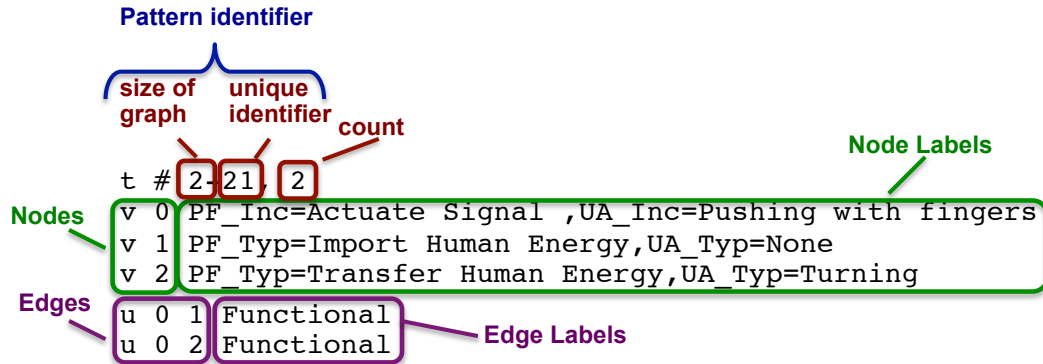 Pattern identifier
size of unique
graph identifier
count
Node Labels
t # 2-21, 2
Nodes
v 0 PF_Inc=Actuate Signal ,UA_Inc=Pushing with fingers
v 1 PF_Typ=Import Human Energy,UA_Typ=None
v 2 PF_Typ=Transfer Human Energy,UA_Typ=Turning
Edges
u 0 1 Functional
u 0 2 Functional
Edge Labels